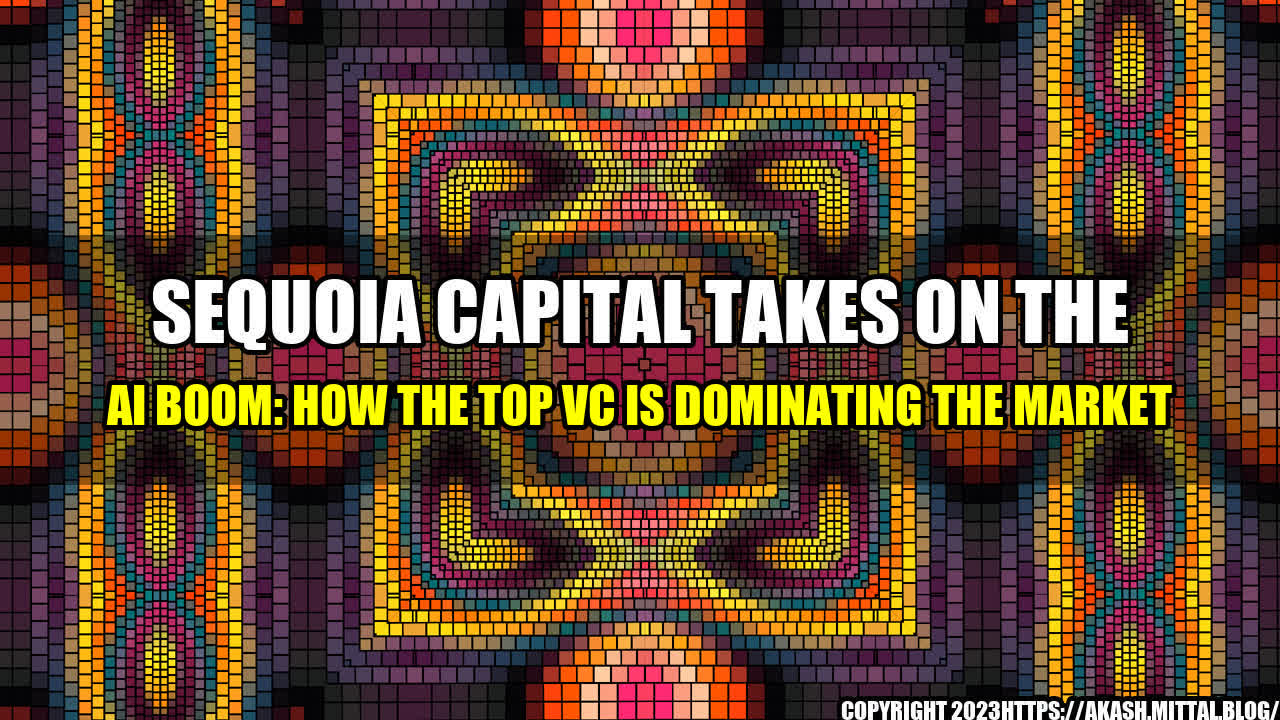 SEQUOIA CAPITAL TAKES ON THE
AI BOOM: HOW THE TOP VC IS DOMINATING THE MARKET
COPYRIGHT 2023HTTPS://AKASH.MITTAL.BLOG/